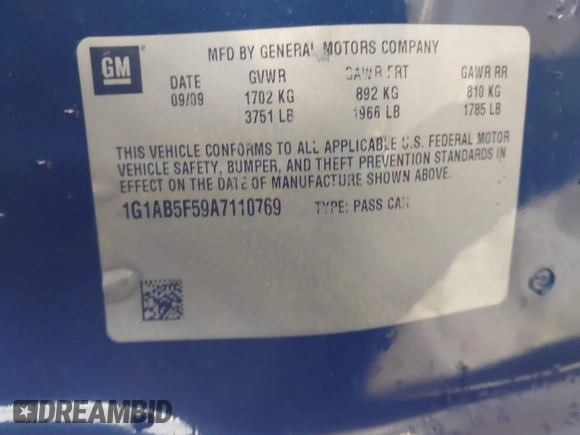 GM
MFD BY GENERAL MOTORS COMPANY
DATE GVWR GAWR FRT GAWR RR
09/09 1702 KG 892 KG 810 KG
3751 LB 1966 LB 1785 LB
THIS VEHICLE CONFORMS TO ALL APPLICABLE U.S. FEDERAL MOTOR
VEHICLE SAFETY, BUMPER, AND THEFT PREVENTION STANDARDS IN
EFFECT ON THE DATE OF MANUFACTURE SHOWN ABOVE.
1G1AB5F59A7110769 TYPE: PASS CAR
DREAMBID